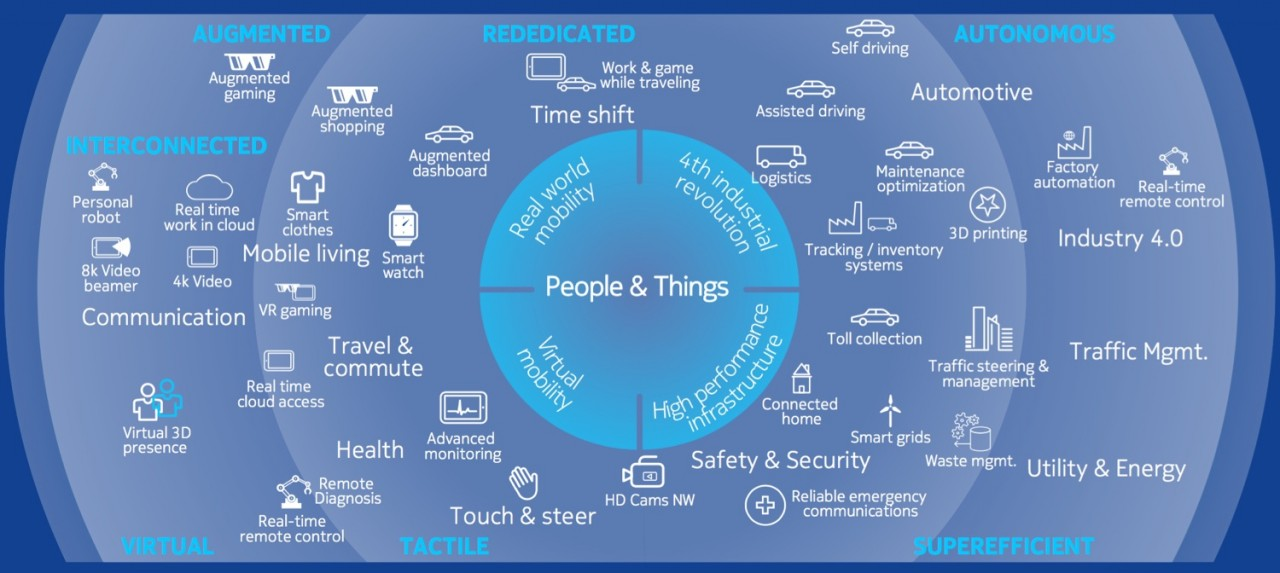 AUGMENTED
REDEDICATED
AUTONOMOUS
Self driving
Augmented
gaming
Work & game
while traveling
Automotive
Augmented
shopping
Time shift
Assisted driving
INTERCONNECTED
Augmented
dashboard
Real world
mobility
4th industrial
revolution
Logistics
Maintenance
optimization
Factory
automation
Real-time
remote control
Personal
robot
Real time
work in cloud
Smart
clothes
Mobile living
Smart
watch
3D printing
Industry 4.0
Tracking / inventory
systems
8k Video
beamer
4k Video
People & Things
VR gaming
Communication
Toll collection
Travel &
commute
Virtual
mobility
High performance
infrastructure
Traffic steering &
management
Traffic Mgmt.
Real time
cloud access
Connected
home
Virtual 3D
presence
Health
Advanced
monitoring
Smart grids
Waste mgmt.
Safety & Security
Utility & Energy
Remote
Diagnosis
HD Cams NW
Reliable emergency
communications
Touch & steer
Real-time
remote control
VIRTUAL
TACTILE
SUPEREFFICIENT